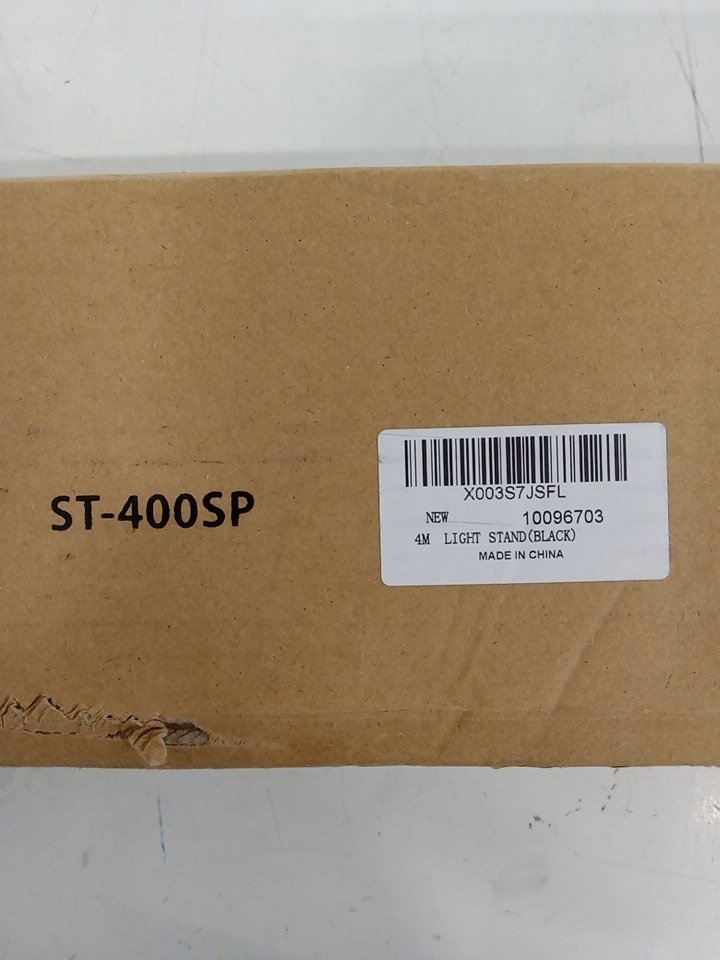 ST-400SP
X003S7JSFL
NEW 10096703
4M LIGHT STAND(BLACK)
MADE IN CHINA